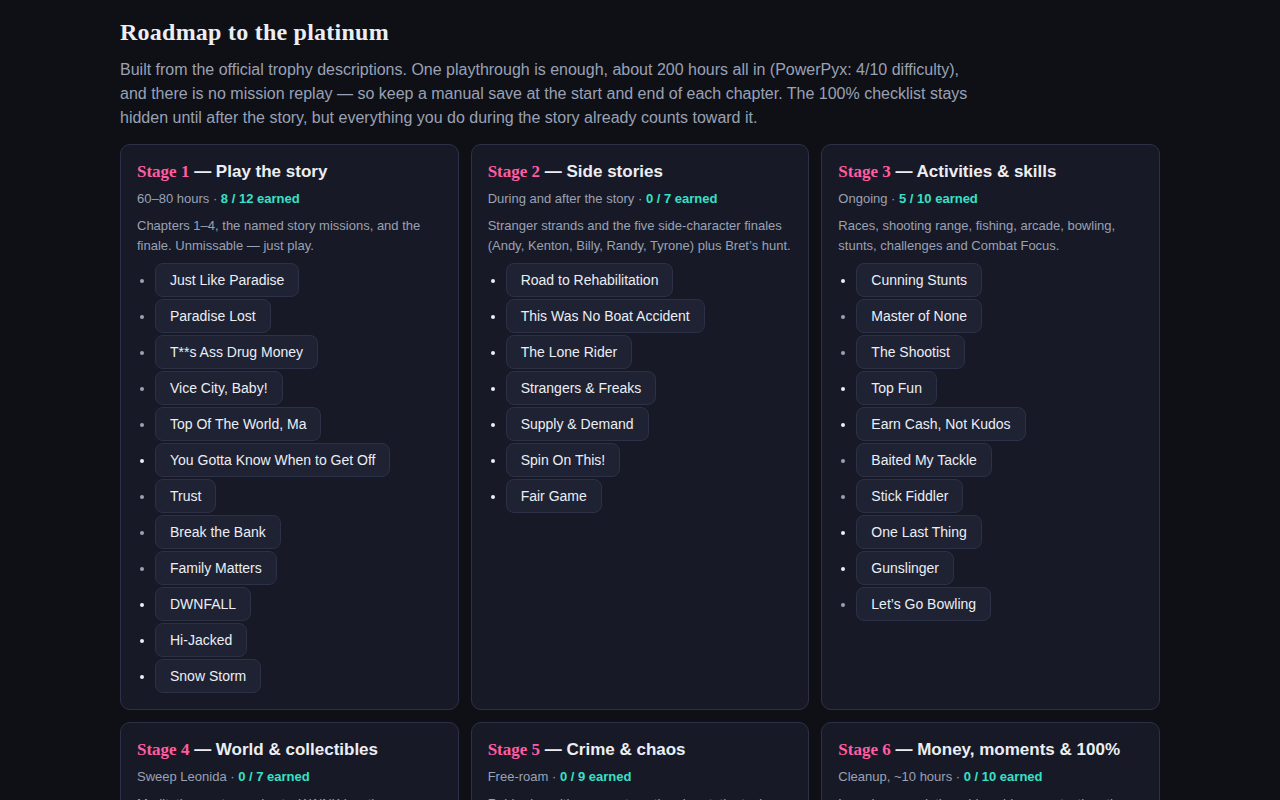 Roadmap to the platinum
Built from the official trophy descriptions. One playthrough is enough, about 200 hours all in (PowerPyx: 4/10 difficulty),
and there is no mission replay — so keep a manual save at the start and end of each chapter. The 100% checklist stays
hidden until after the story, but everything you do during the story already counts toward it.
Stage 1 — Play the story
60–80 hours · 8 / 12 earned
Chapters 1–4, the named story missions, and the
finale. Unmissable — just play.
Just Like Paradise
Paradise Lost
T**s Ass Drug Money
Vice City, Baby!
Top Of The World, Ma
You Gotta Know When to Get Off
Trust
Break the Bank
Family Matters
DWNFALL
Hi-Jacked
Snow Storm
Stage 2 — Side stories
During and after the story · 0 / 7 earned
Stranger strands and the five side-character finales
(Andy, Kenton, Billy, Randy, Tyrone) plus Bret's hunt.
Road to Rehabilitation
This Was No Boat Accident
The Lone Rider
Strangers & Freaks
Supply & Demand
Spin On This!
Fair Game
Stage 3 — Activities & skills
Ongoing · 5 / 10 earned
Races, shooting range, fishing, arcade, bowling,
stunts, challenges and Combat Focus.
Cunning Stunts
Master of None
The Shootist
Top Fun
Earn Cash, Not Kudos
Baited My Tackle
Stick Fiddler
One Last Thing
Gunslinger
Let's Go Bowling
Stage 4 — World & collectibles
Sweep Leonida · 0 / 7 earned
Stage 5 — Crime & chaos
Free-roam · 0 / 9 earned
Stage 6 — Money, moments & 100%
Cleanup, ~10 hours · 0 / 10 earned